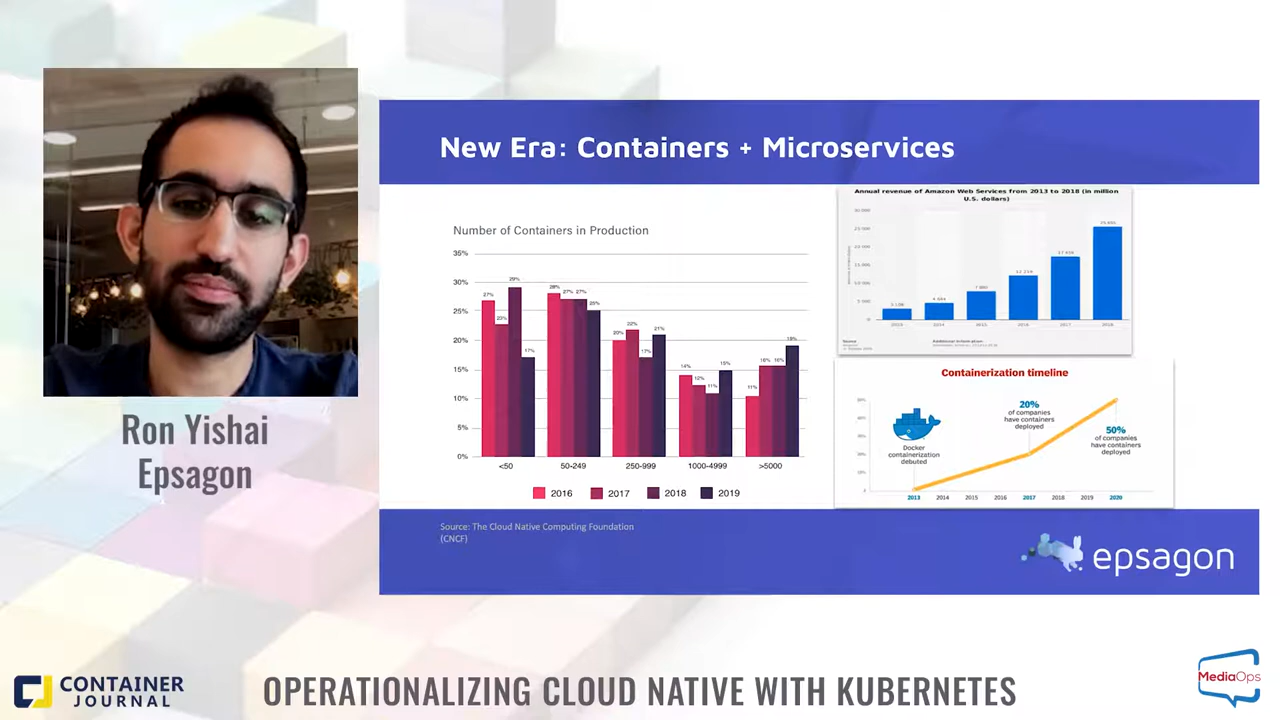 New Era: Containers + Microservices
Number of Containers in Production
35%
30%
25%
20%
15%
10%
5%
0%
27%
23%
29%
17%
28%
27%
27%
25%
20%
22%
17%
21%
14%
12%
11%
15%
11%
16%
16%
19%
<50
50-249
250-999
1000-4999
>5000
2016
2017
2018
2019
Annual revenue of Amazon Web Services from 2013 to 2018 (in million
U.S. dollars)
2014
2015
2016
2017
2018
Containerization timeline
Docker
containerization
debuted
20%
of companies
have containers
deployed
50%
of companies
have containers
deployed
2013
2014
2015
2016
2017
2018
2019
2020
Source: The Cloud Native Computing Foundation
(CNCF)
epsagon
Ron Yishai
Epsagon
CONTAINER
JOURNAL
OPERATIONALIZING CLOUD NATIVE WITH KUBERNETES
MediaOps